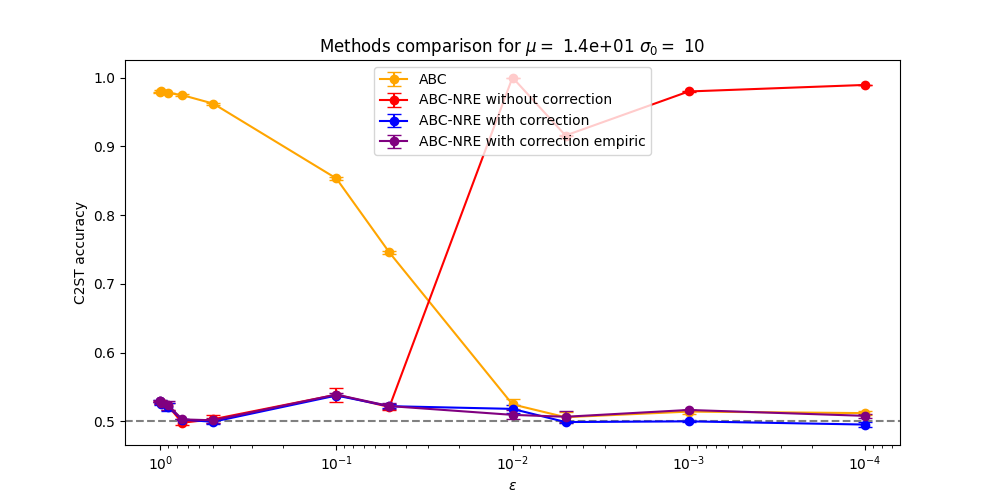 Methods comparison for μ = 1.4e+01 σ₀ = 10
ABC
ABC-NRE without correction
ABC-NRE with correction
ABC-NRE with correction empiric
C2ST accuracy
1.0
0.9
0.8
0.7
0.6
0.5
10⁰ 10⁻¹ 10⁻² 10⁻³ 10⁻⁴
ε